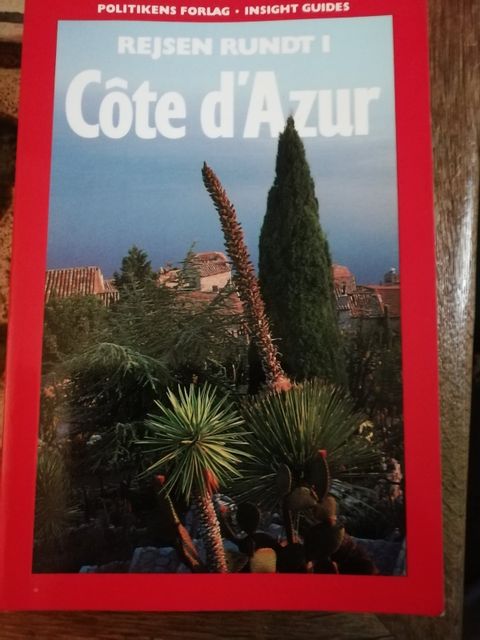 POLITIKENS FORLAG • INSIGHT GUIDES
REJSEN RUNDT I
Côte d'Azur